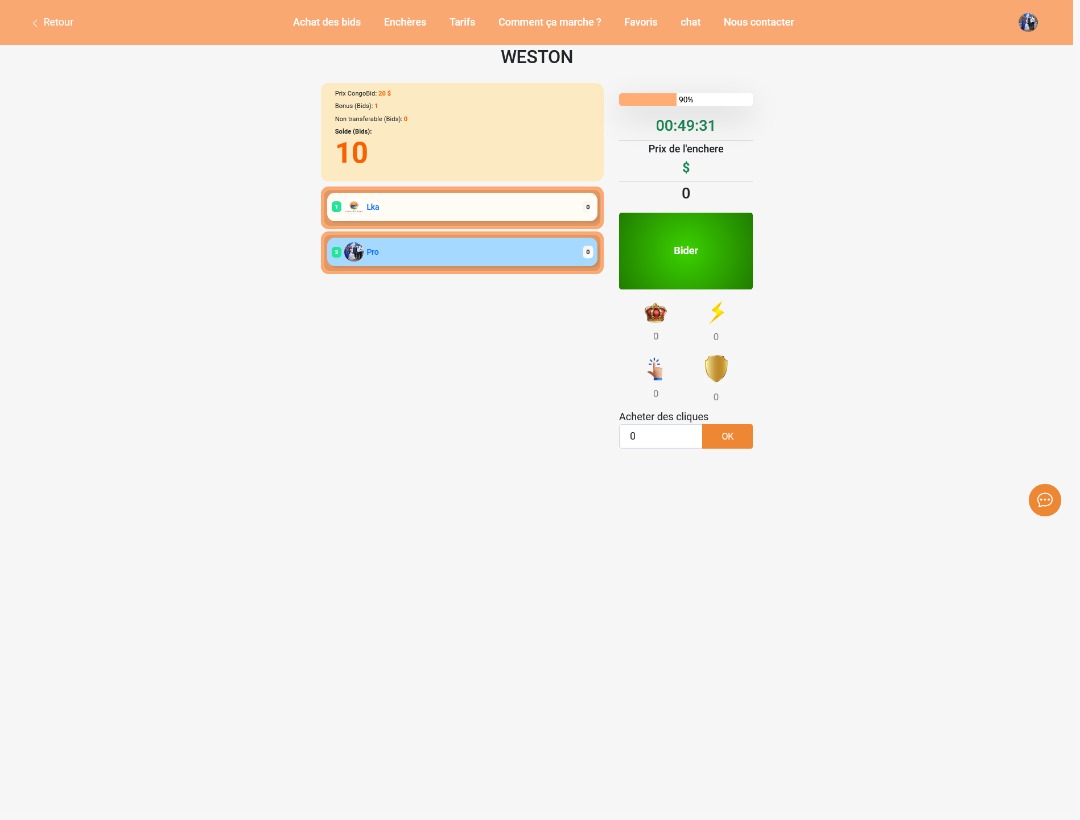 Retour
Achat des bids
Enchères
Tarifs
Comment ça marche ?
Favoris
chat
Nous contacter
WESTON
Prix CongoBid: 20 $
Bonus (Bids): 1
Non transferable (Bids): 0
Solde (Bids):
10
1 Lka 0
Pro 0
90%
00:49:31
Prix de l'enchere
$
0
Bider
0
0
0
0
Acheter des cliques
0
OK